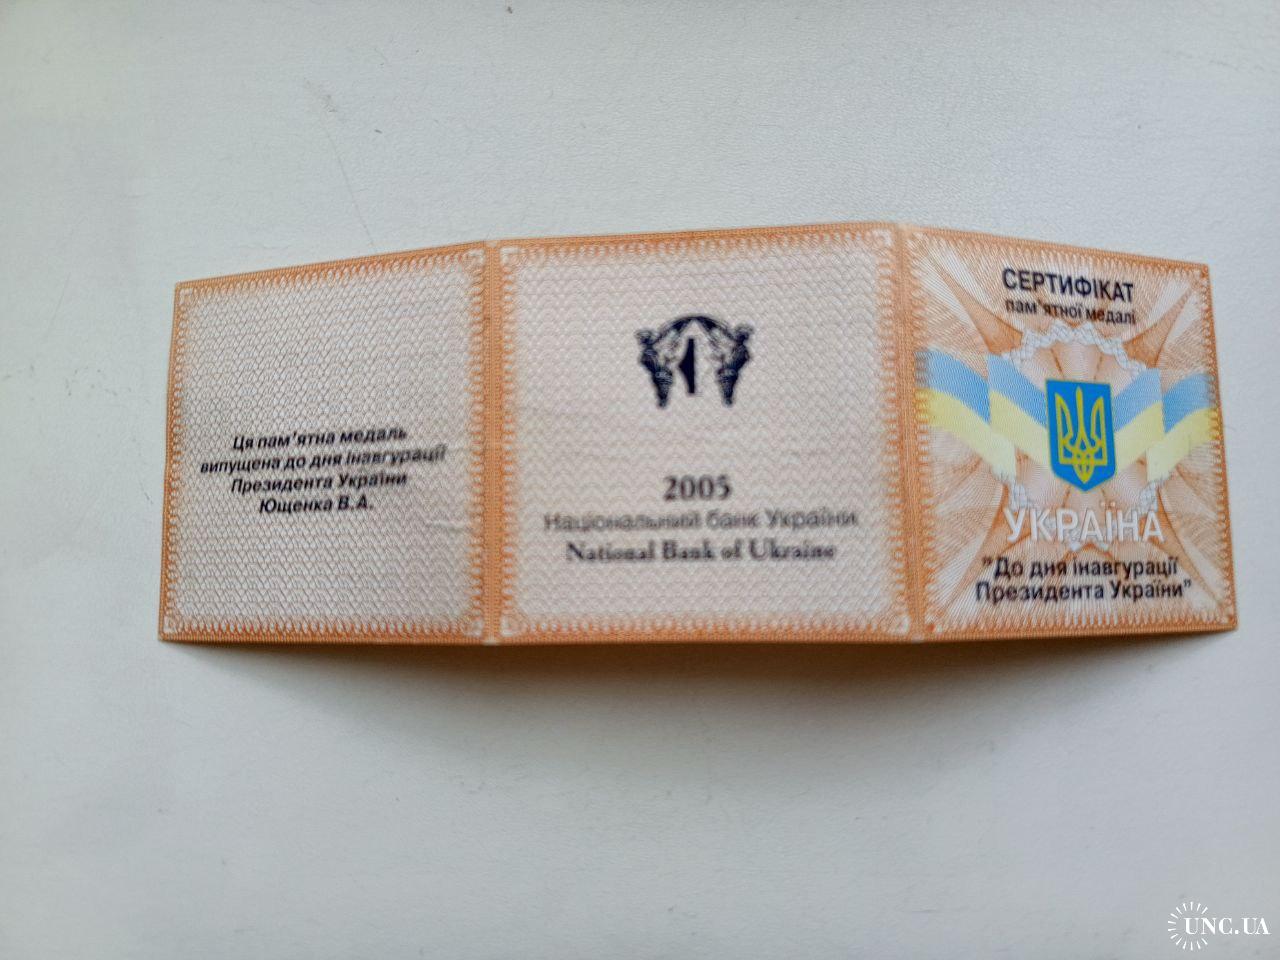 Ця пам'ятна медаль
випущена до дня інавгурації
Президента України
Ющенка В.А.
2005
Національний банк України
National Bank of Ukraine
СЕРТИФІКАТ
пам'ятної медалі
УКРАЇНА
"До дня інавгурації
Президента України"
UNC.UA